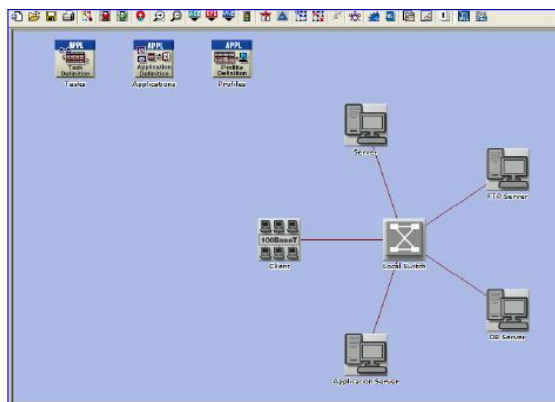 APPL
Task
Definition
Tasks
APPL
Application
Definition
Applications
APPL
Profile
Definition
Profiles
Server
FTP Server
100BaseT
Client
Local Switch
DB Server
Application Server